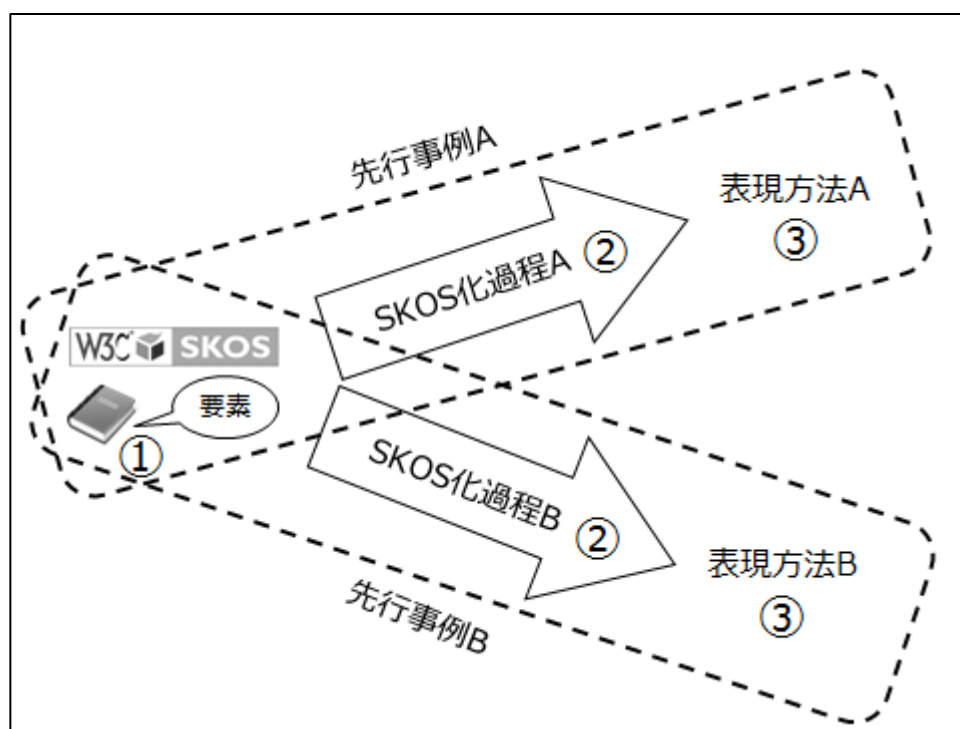 先行事例A
表現方法A
③
SKOS化過程A ②
W3C SKOS
要素
①
SKOS化過程B ②
表現方法B
③
先行事例B